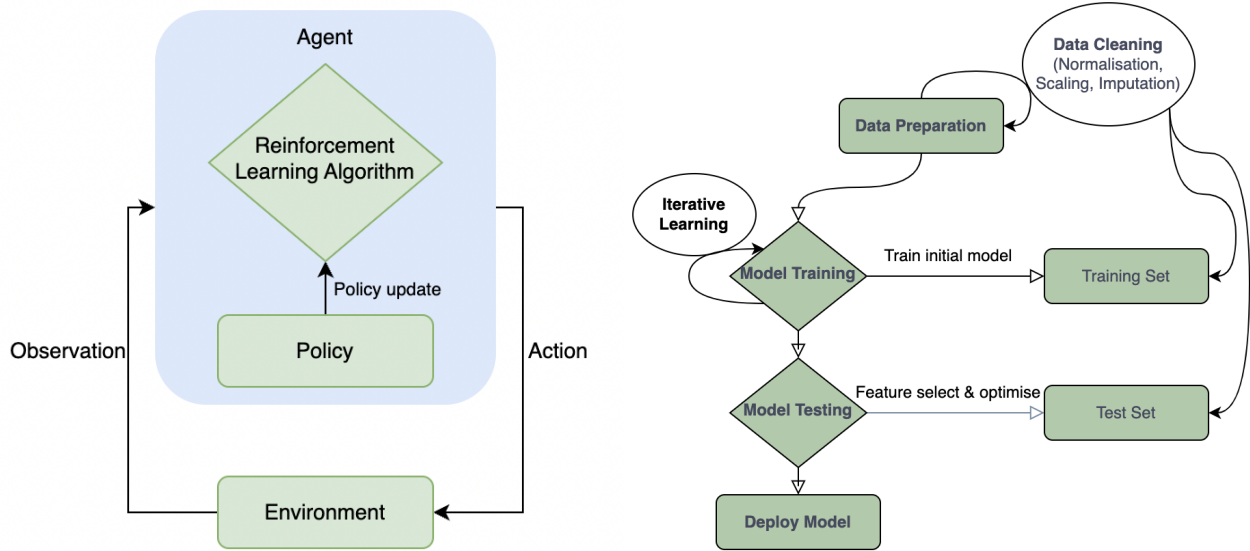 Agent
Reinforcement
Learning Algorithm
Policy update
Policy
Observation
Action
Environment
Data Cleaning
(Normalisation,
Scaling, Imputation)
Data Preparation
Iterative
Learning
Model Training
Train initial model
Training Set
Model Testing
Feature select & optimise
Test Set
Deploy Model